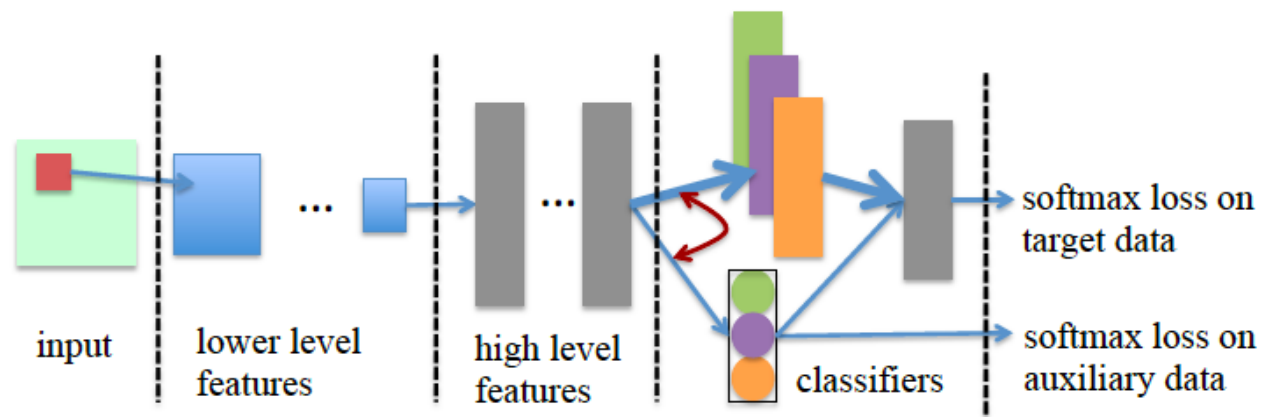 input
lower level
features
...
high level
features
...
classifiers
softmax loss on
target data
softmax loss on
auxiliary data